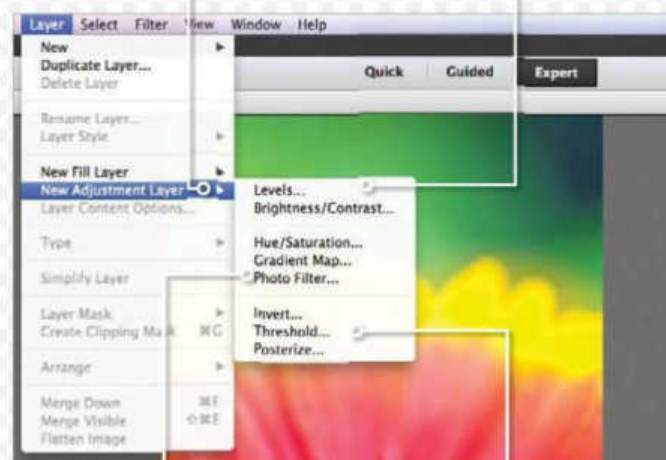 Layer Select Filter View Window Help
New
Duplicate Layer...
Delete Layer
Quick Guided Expert
Rename Layer...
Layer Style
New Fill Layer
New Adjustment Layer
Layer Content Options...
Levels...
Brightness/Contrast...
Type
Hue/Saturation...
Gradient Map...
Simplify Layer
Photo Filter...
Layer Mask
Invert...
Create Clipping Mask ⌘G
Threshold...
Posterize...
Arrange
Merge Down ⌘E
Merge Visible ⇧⌘E
Flatten Image